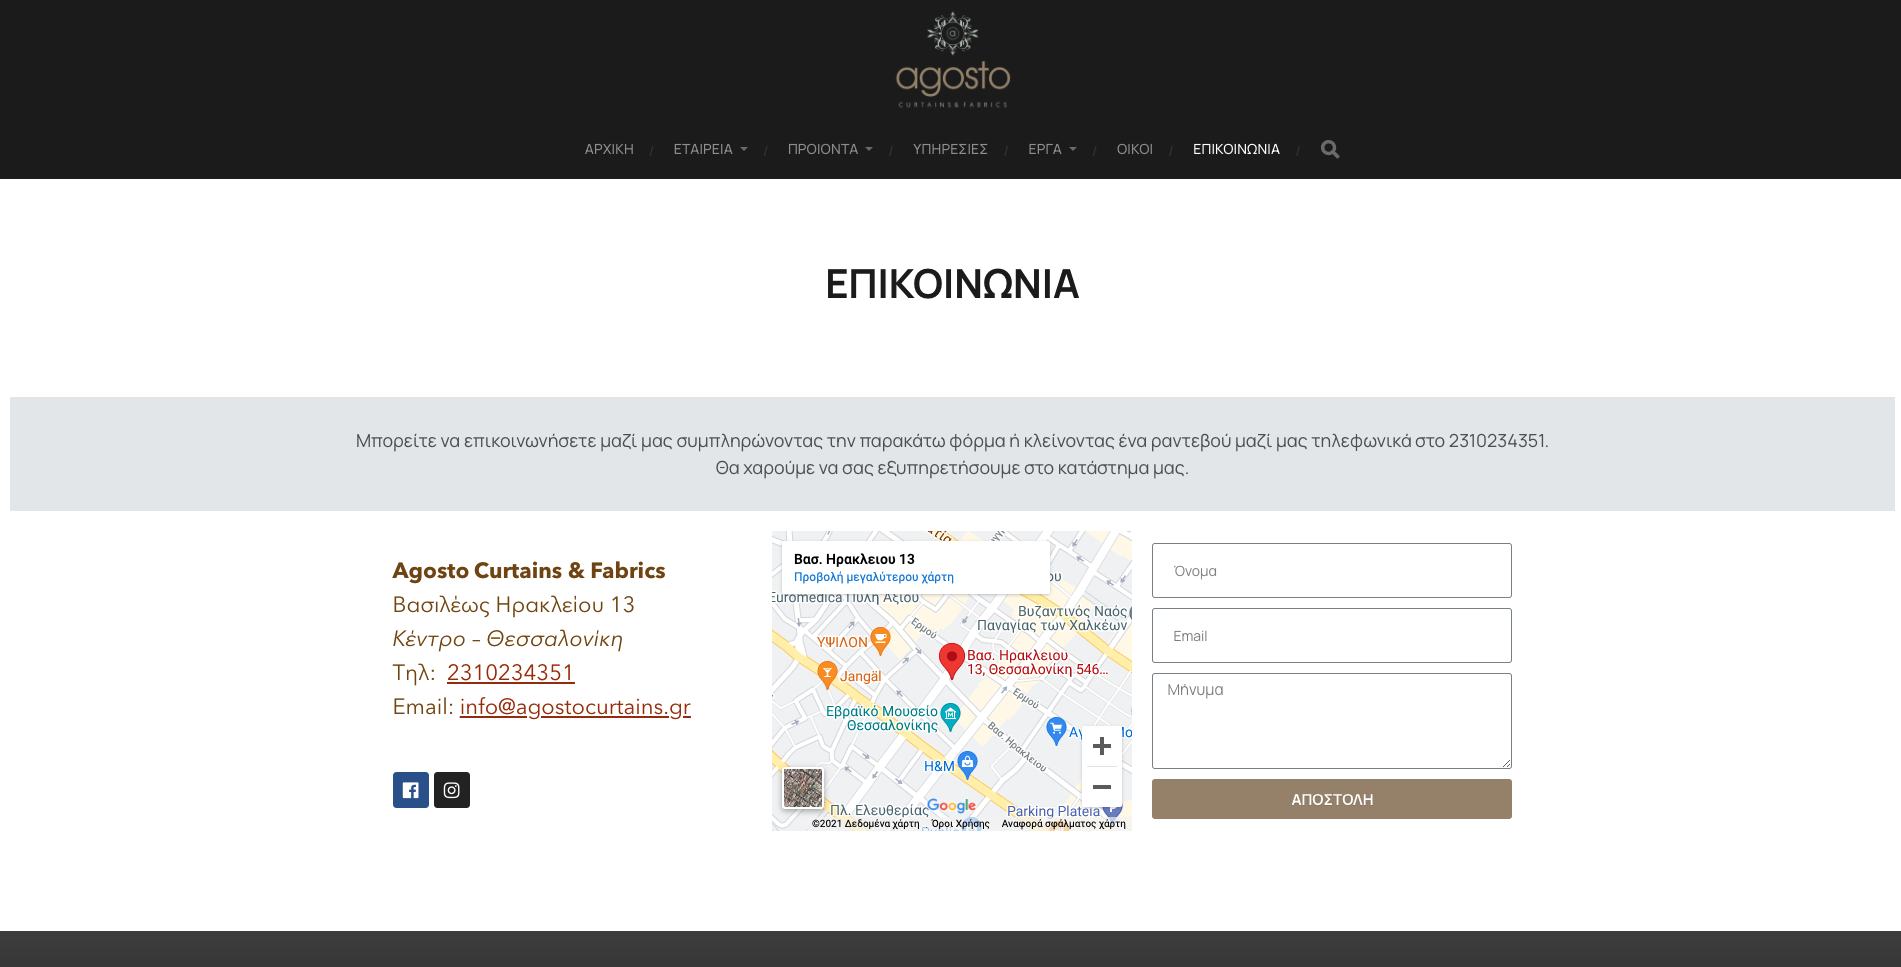 agosto
CURTAINS & FABRICS
ΑΡΧΙΚΗ / ΕΤΑΙΡΕΙΑ / ΠΡΟΙΟΝΤΑ / ΥΠΗΡΕΣΙΕΣ / ΕΡΓΑ / ΟΙΚΟΙ / ΕΠΙΚΟΙΝΩΝΙΑ /
ΕΠΙΚΟΙΝΩΝΙΑ
Μπορείτε να επικοινωνήσετε μαζί μας συμπληρώνοντας την παρακάτω φόρμα ή κλείνοντας ένα ραντεβού μαζί μας τηλεφωνικά στο 2310234351.
Θα χαρούμε να σας εξυπηρετήσουμε στο κατάστημα μας.
Agosto Curtains & Fabrics
Βασιλέως Ηρακλείου 13
Κέντρο – Θεσσαλονίκη
Τηλ: 2310234351
Email: info@agostocurtains.gr
Βασ. Ηρακλειου 13
Προβολή μεγαλύτερου χάρτη
Euromedica Πύλη Αξιού
Βυζαντινός Ναός
Παναγίας των Χαλκέων
Ερμού
ΥΨΙΛΟΝ
Βασ. Ηρακλειου
13, Θεσσαλονίκη 546...
Jangäl
Ερμού
Εβραϊκό Μουσείο
Θεσσαλονίκης
Βασ. Ηρακλείου
H&M
Πλ. Ελευθερίας
Google
Parking Plateia
©2021 Δεδομένα χάρτη
Όροι Χρήσης
Αναφορά σφάλματος χάρτη
Όνομα
Email
Μήνυμα
ΑΠΟΣΤΟΛΗ